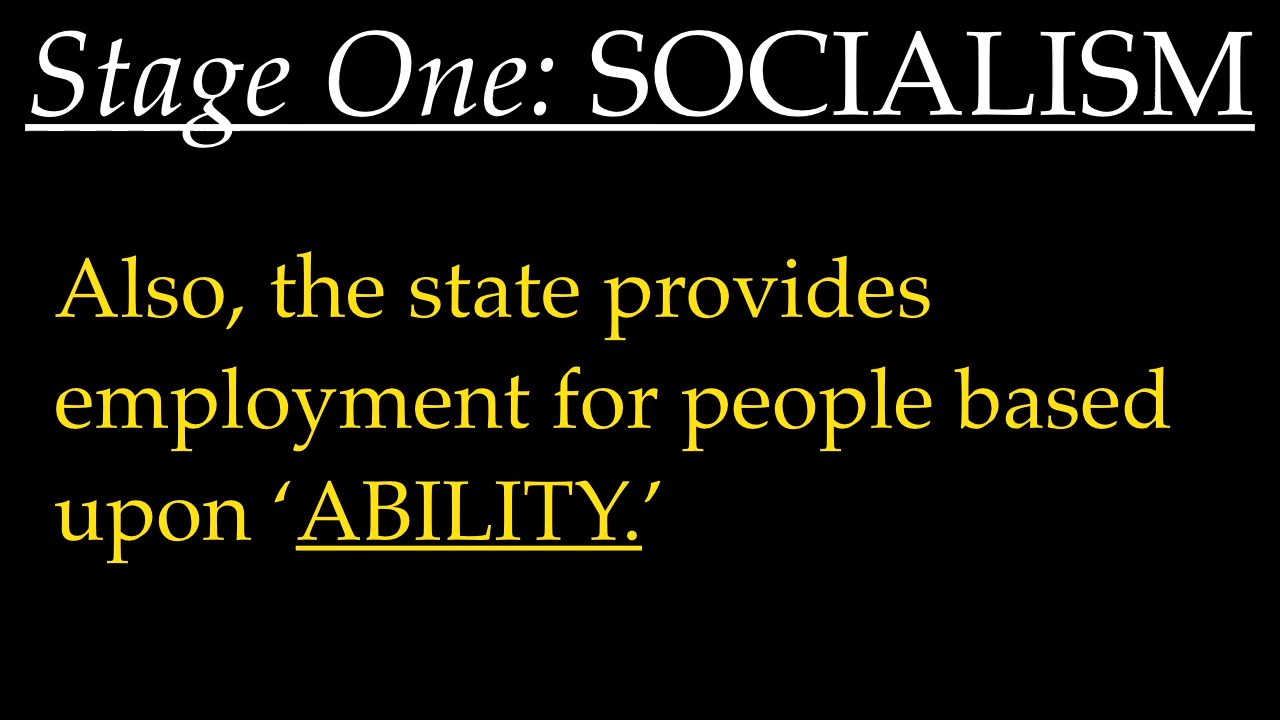 Stage One: SOCIALISM
Also, the state provides
employment for people based
upon ‘ABILITY.’